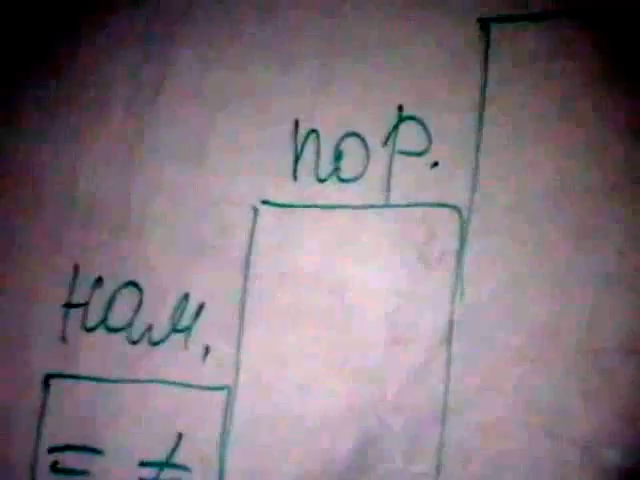 пор.
нам.
= ≠